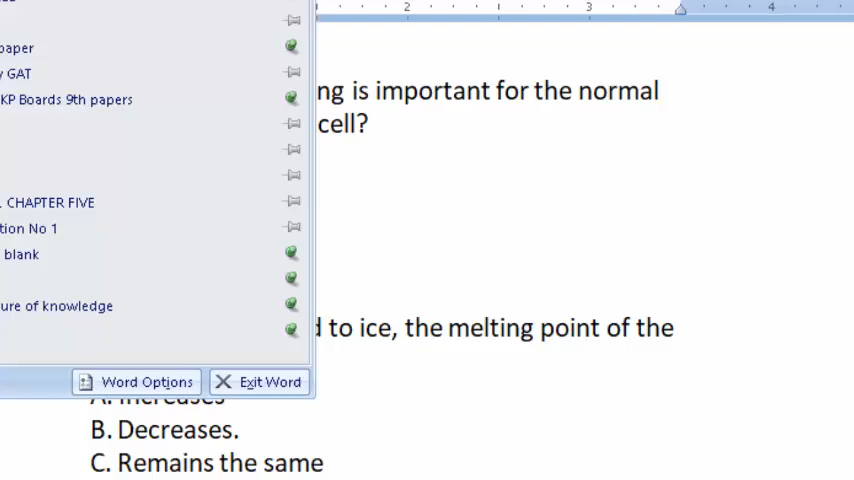 2 3 4
paper
GAT
KP Boards 9th papers
ng is important for the normal
cell?
. CHAPTER FIVE
tion No 1
blank
ure of knowledge
d to ice, the melting point of the
Word Options
Exit Word
A. Increases
B. Decreases.
C. Remains the same